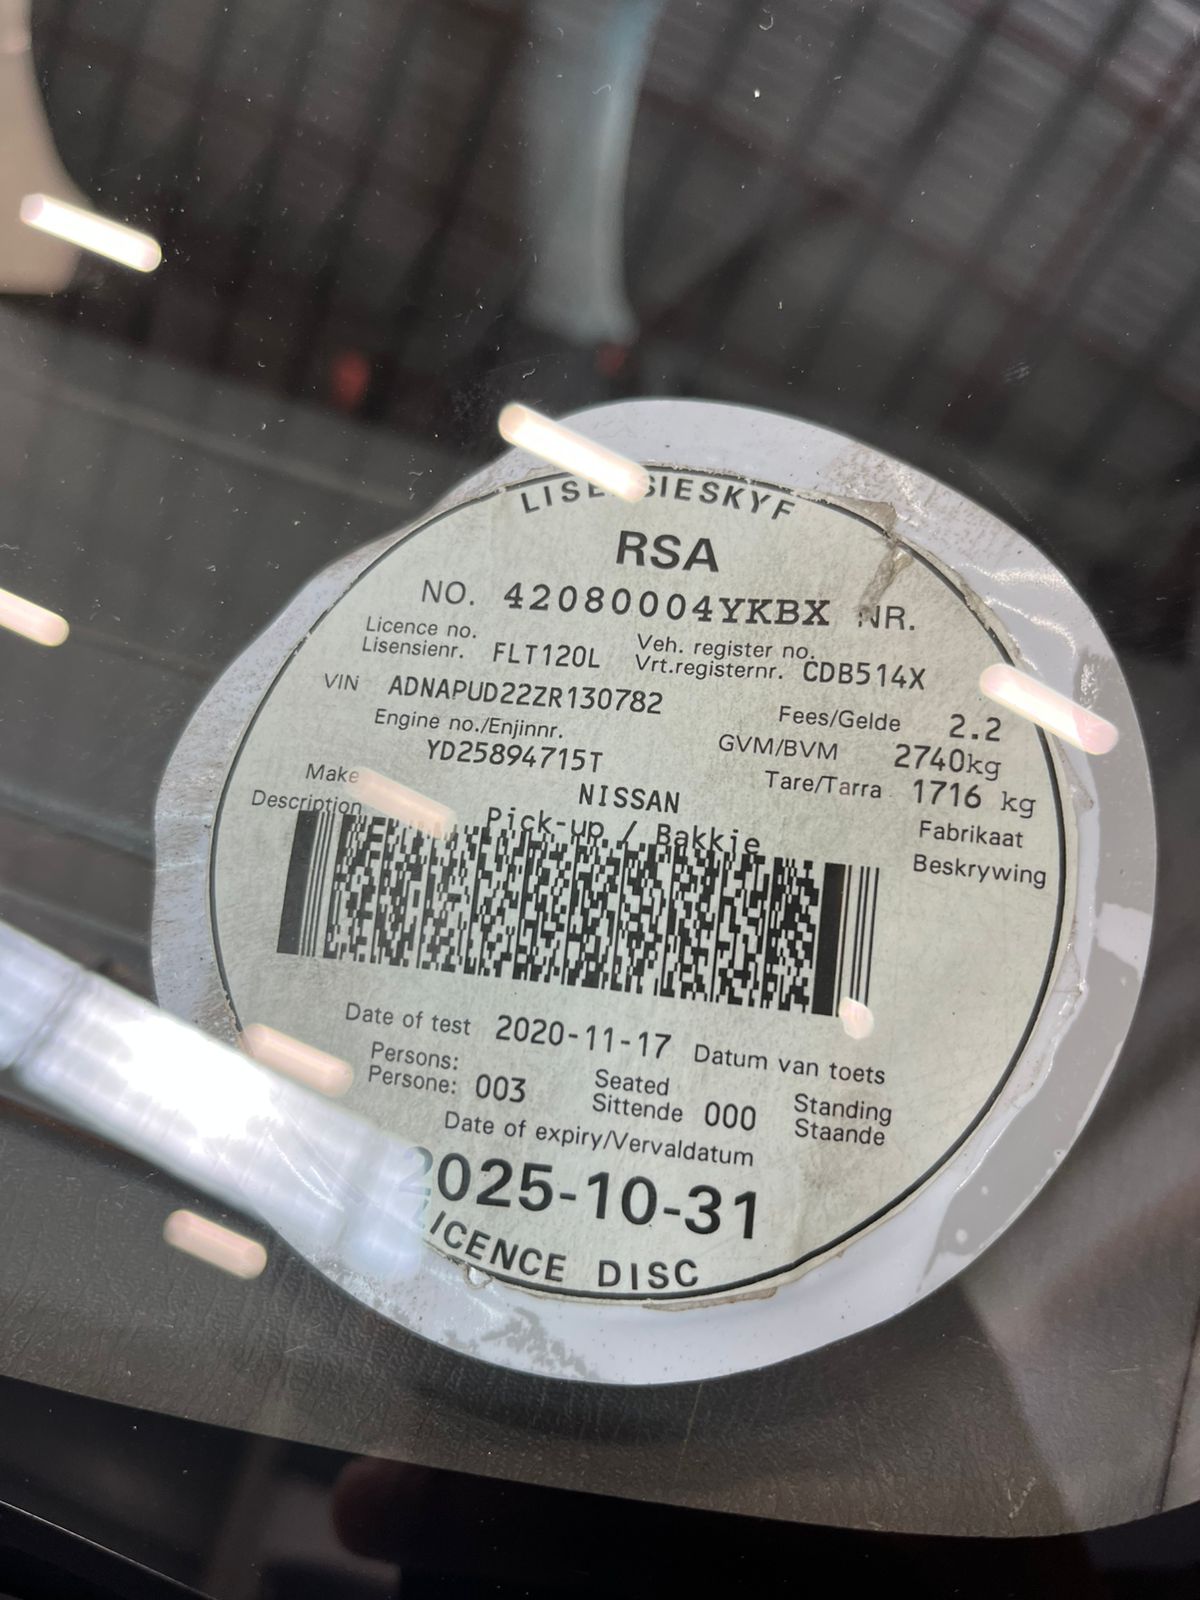 LISENSIESKYF
RSA
NO. 42080004YKBX NR.
Licence no. Veh. register no.
Lisensienr. FLT120L Vrt.registernr. CDB514X
VIN ADNAPUD22ZR130782 Fees/Gelde 2.2
Engine no./Enjinnr. GVM/BVM 2740kg
YD25894715T Tare/Tarra 1716 kg
Make NISSAN Fabrikaat
Description Pick-up / Bakkie Beskrywing
Date of test 2020-11-17 Datum van toets
Persons: Seated Standing
Persone: 003 Sittende 000 Staande
Date of expiry/Vervaldatum
2025-10-31
LICENCE DISC